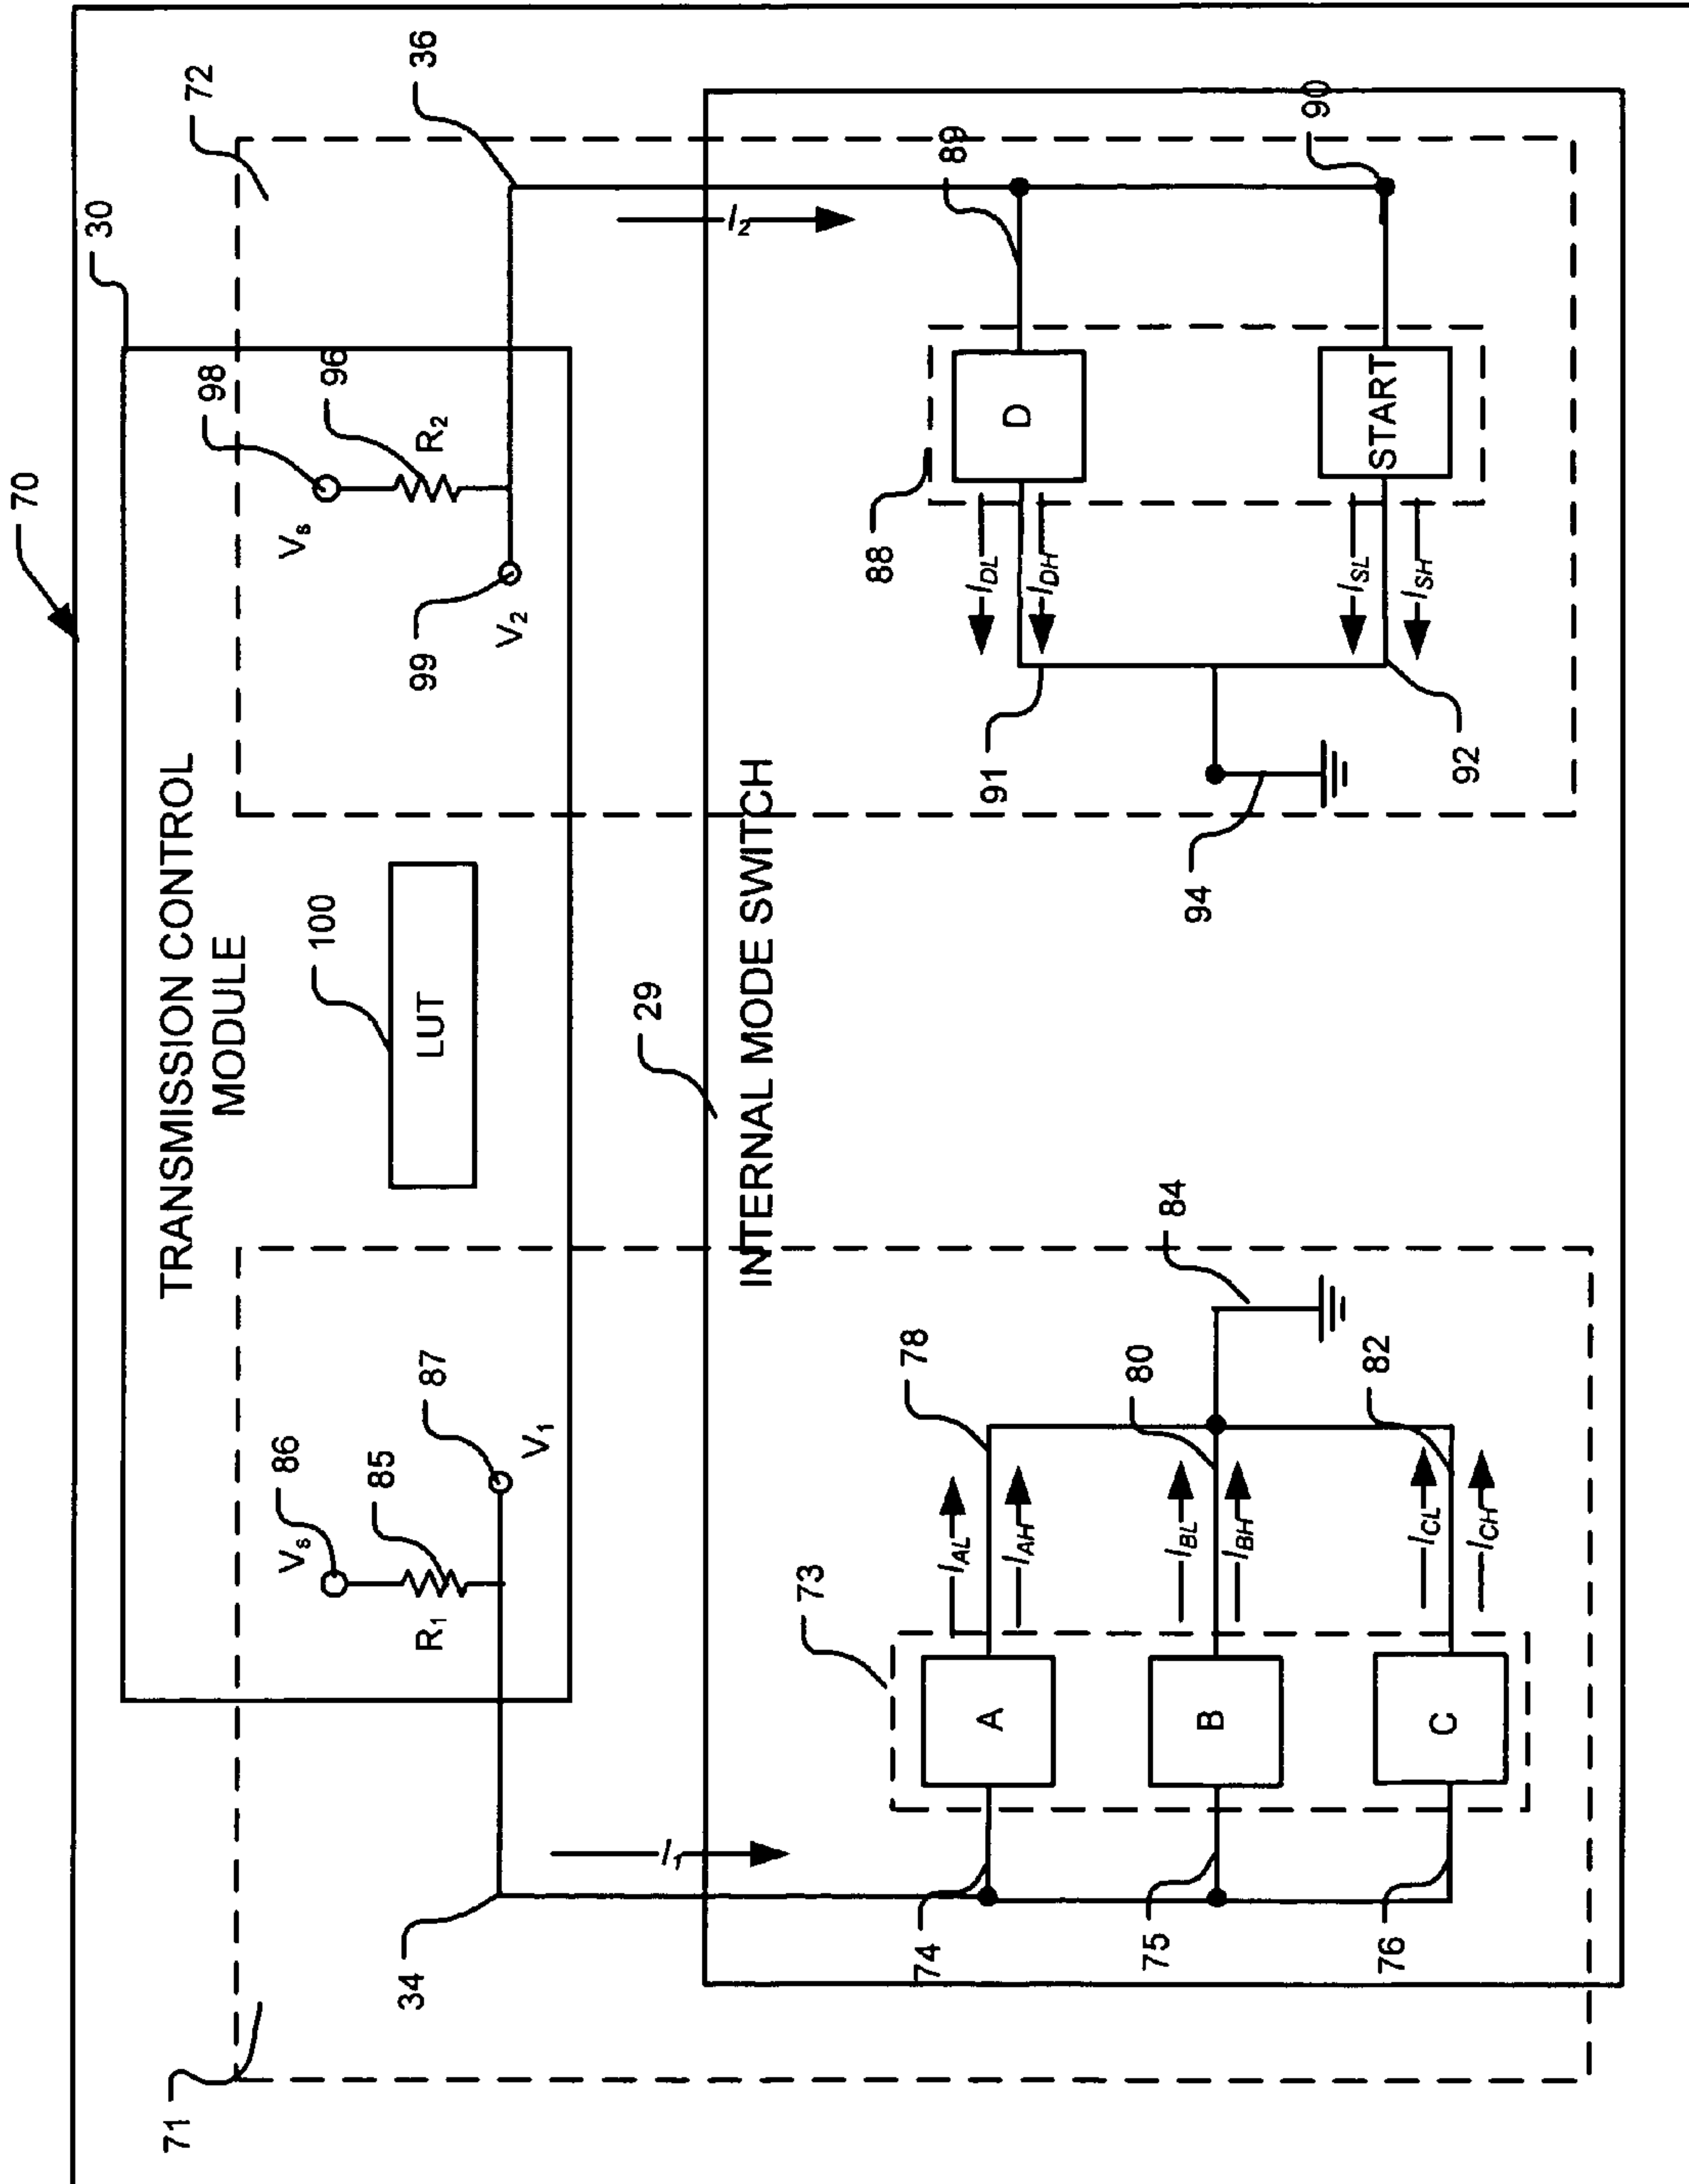 70
30
72
36
TRANSMISSION CONTROL
MODULE
100
LUT
86
Vs
85
R1
87
V1
98
Vs
96
R2
99
V2
71
34
I1
I2
29
INTERNAL MODE SWITCH
73
74
75
76
A
B
C
IAL
IAH
IBL
IBH
ICL
ICH
78
80
82
84
88
89
90
D
START
IDL
IDH
ISL
ISH
91
92
94